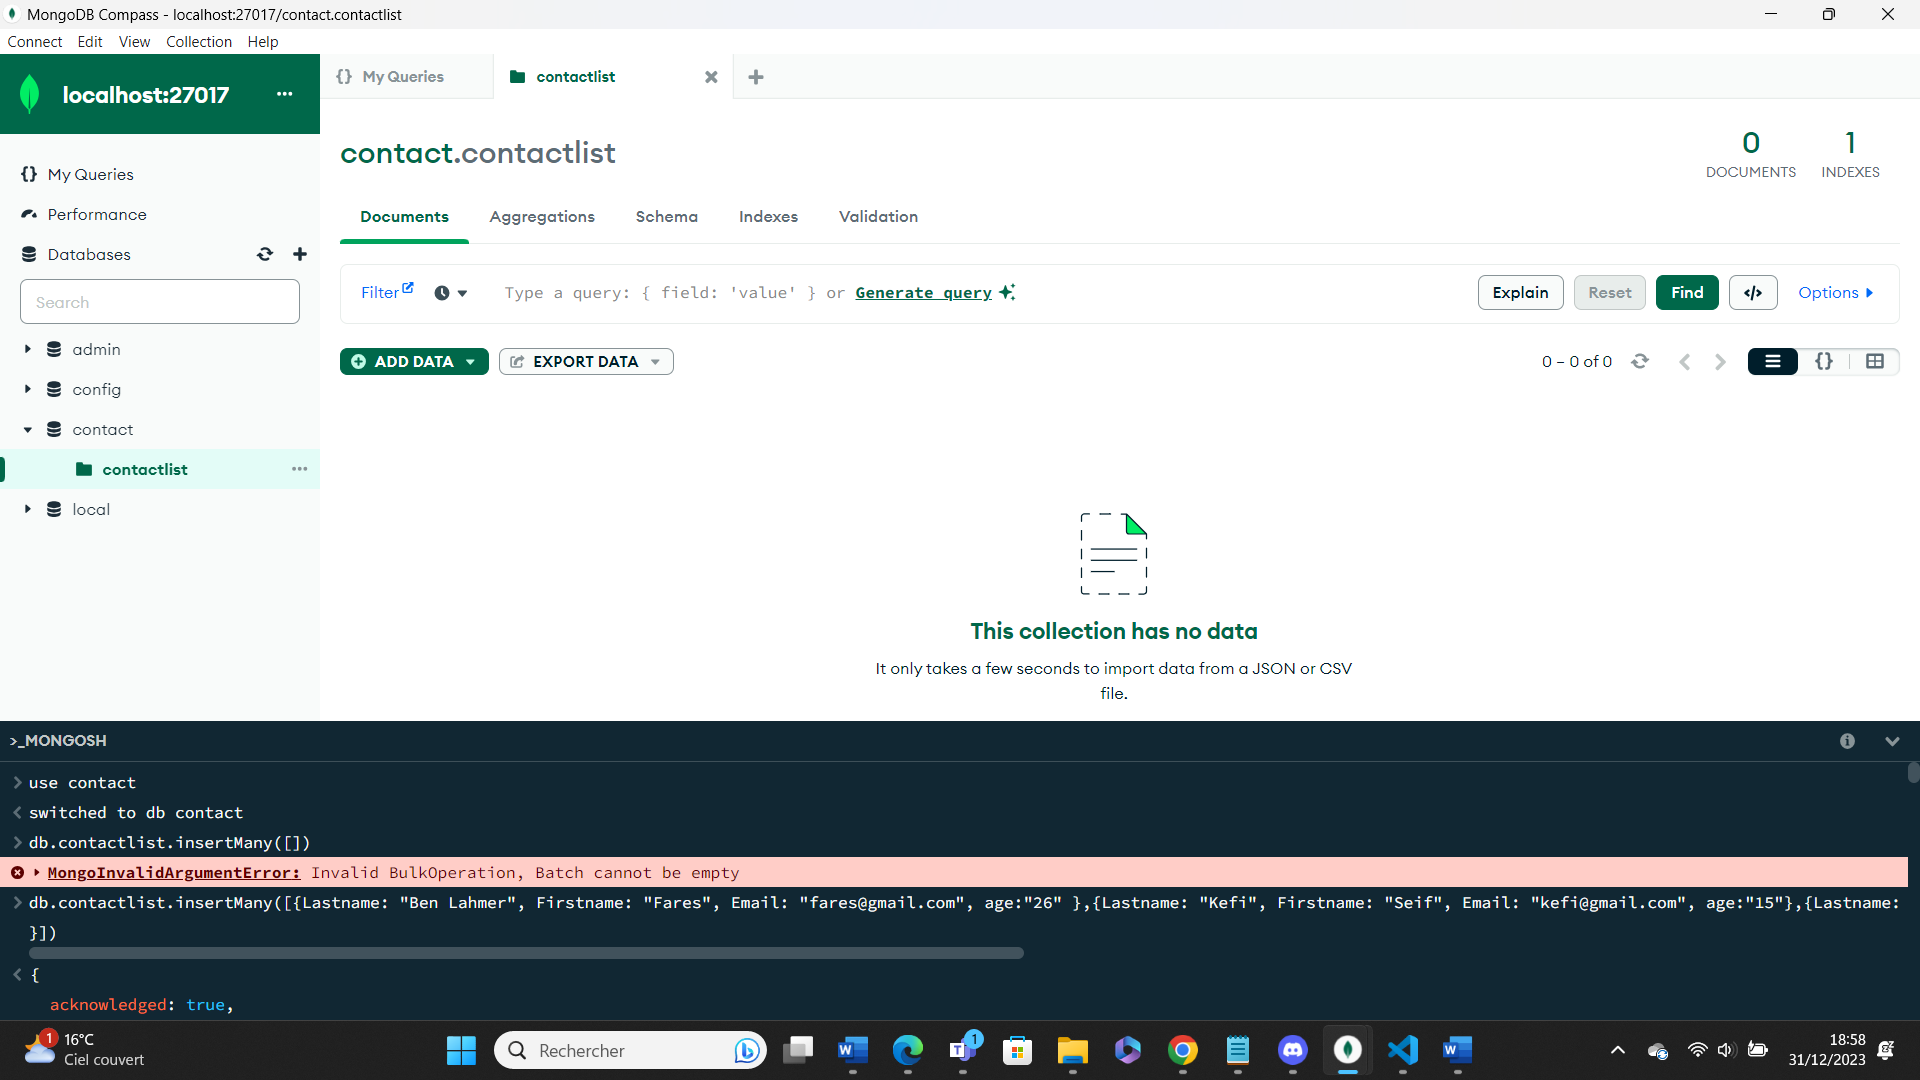 MongoDB Compass - localhost:27017/contact.contactlist
Connect Edit View Collection Help
localhost:27017
My Queries
contactlist
contact.contactlist
0
DOCUMENTS
1
INDEXES
My Queries
Performance
Databases
Search
admin
config
contact
contactlist
local
Documents Aggregations Schema Indexes Validation
Filter
Type a query: { field: 'value' } or Generate query
Explain
Reset
Find
</>
Options
ADD DATA
EXPORT DATA
0 – 0 of 0
This collection has no data
It only takes a few seconds to import data from a JSON or CSV
file.
>_MONGOSH
> use contact
< switched to db contact
> db.contactlist.insertMany([])
MongoInvalidArgumentError: Invalid BulkOperation, Batch cannot be empty
> db.contactlist.insertMany([{Lastname: "Ben Lahmer", Firstname: "Fares", Email: "fares@gmail.com", age:"26" },{Lastname: "Kefi", Firstname: "Seif", Email: "kefi@gmail.com", age:"15"},{Lastname:
}])
< {
acknowledged: true,
1
16°C
Ciel couvert
Rechercher
1
18:58
31/12/2023